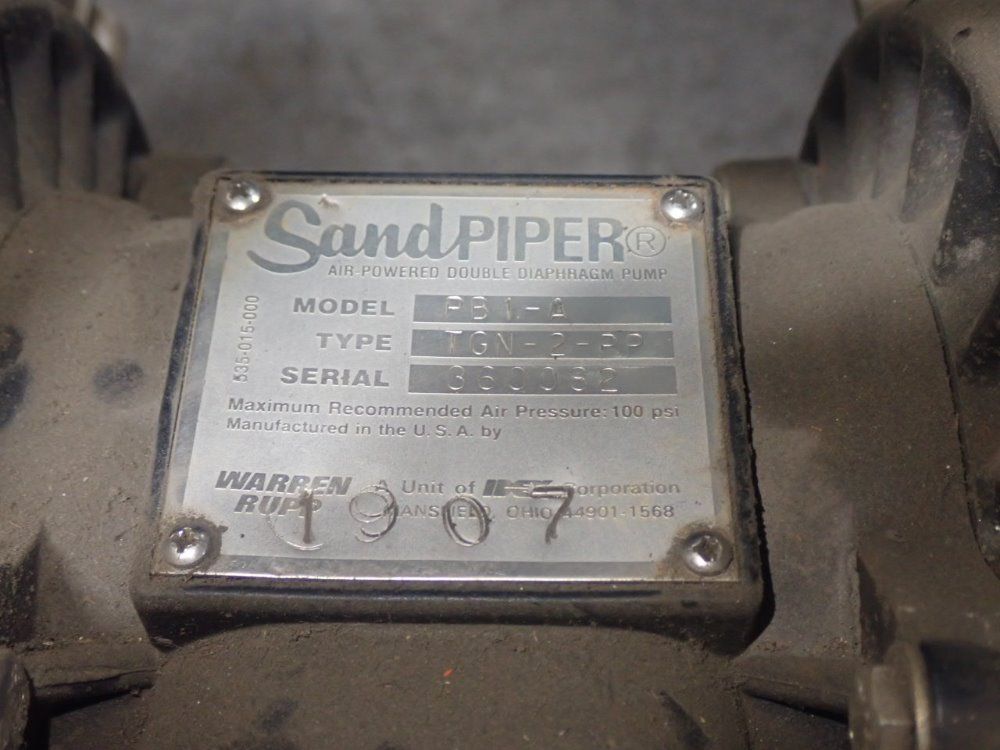 SandPIPER®
AIR-POWERED DOUBLE DIAPHRAGM PUMP
MODEL PB1-A
TYPE TGN-2-PP
SERIAL 360082
Maximum Recommended Air Pressure: 100 psi
Manufactured in the U.S.A. by
WARREN RUPP
A Unit of IDEX Corporation
MANSFIELD, OHIO 44901-1568
1907
535-015-000